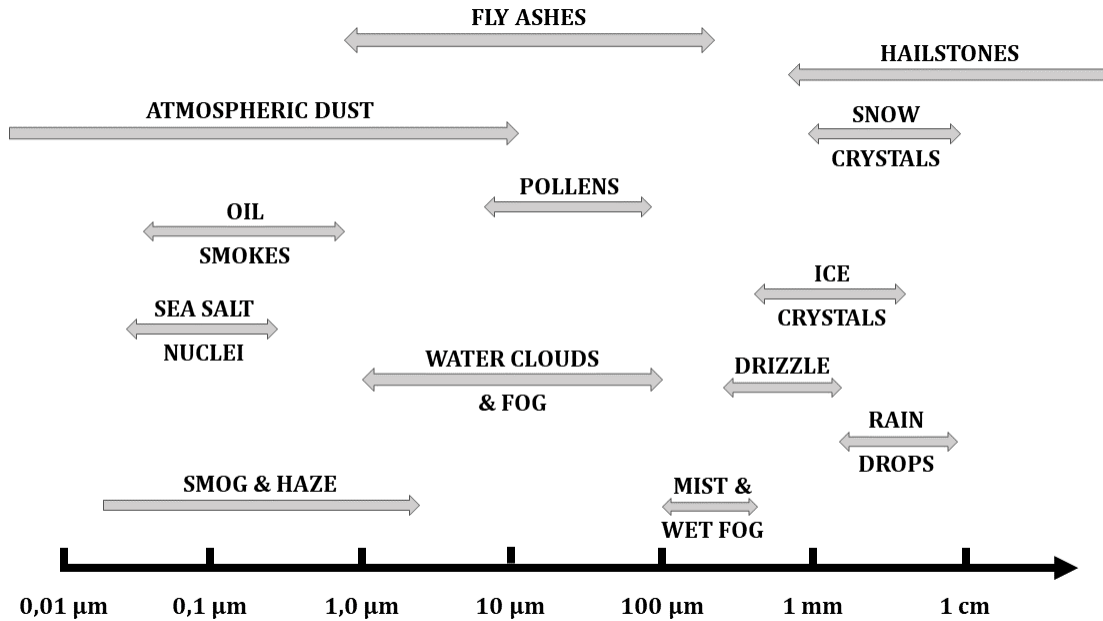 FLY ASHES
HAILSTONES
ATMOSPHERIC DUST
SNOW
CRYSTALS
POLLENS
OIL
SMOKES
ICE
CRYSTALS
SEA SALT
NUCLEI
WATER CLOUDS
& FOG
DRIZZLE
RAIN
DROPS
SMOG & HAZE
MIST &
WET FOG
0,01 μm 0,1 μm 1,0 μm 10 μm 100 μm 1 mm 1 cm